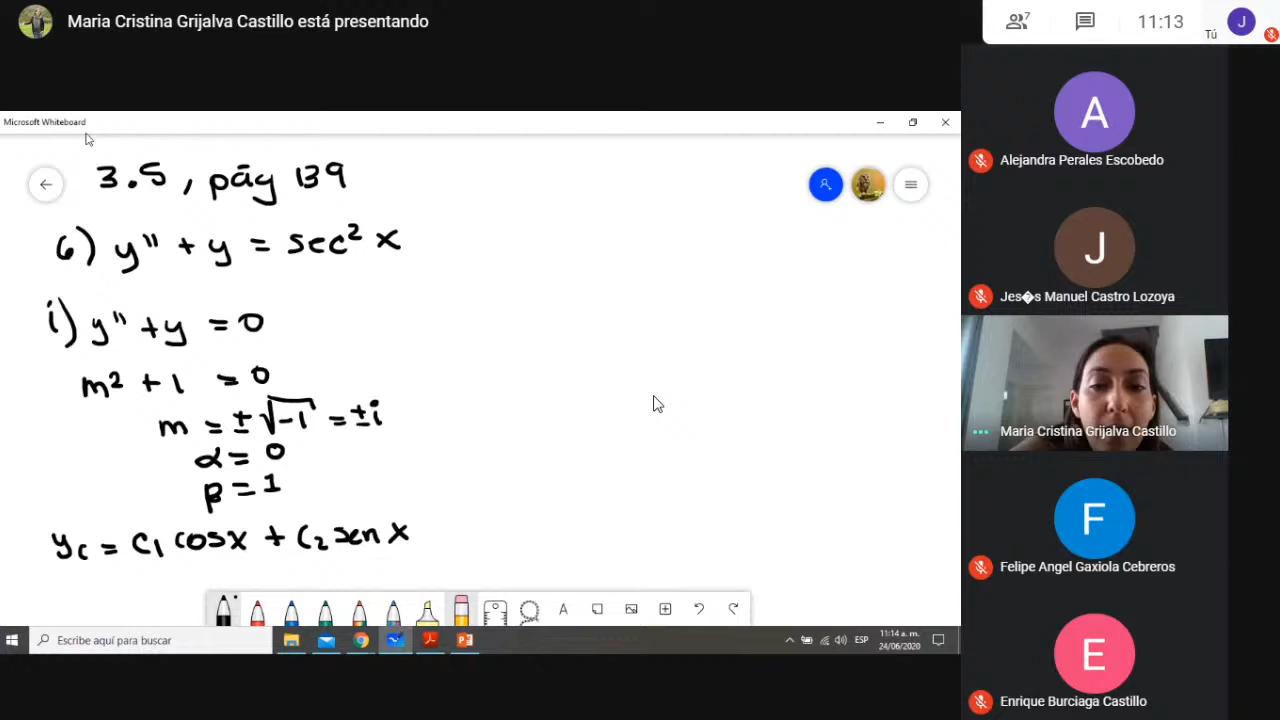 Maria Cristina Grijalva Castillo está presentando
7
11:13
Tú
J
Microsoft Whiteboard
3.5, pág 139
6) y'' + y = sec² x
i) y'' + y = 0
m² + 1 = 0
m = ± √-1 = ± i
α = 0
β = 1
yc = C₁ cosx + C₂ sen x
A
Escribe aquí para buscar
ESP
11:14 a. m.
24/06/2020
A
Alejandra Perales Escobedo
J
Jes�s Manuel Castro Lozoya
Maria Cristina Grijalva Castillo
F
Felipe Angel Gaxiola Cebreros
E
Enrique Burciaga Castillo